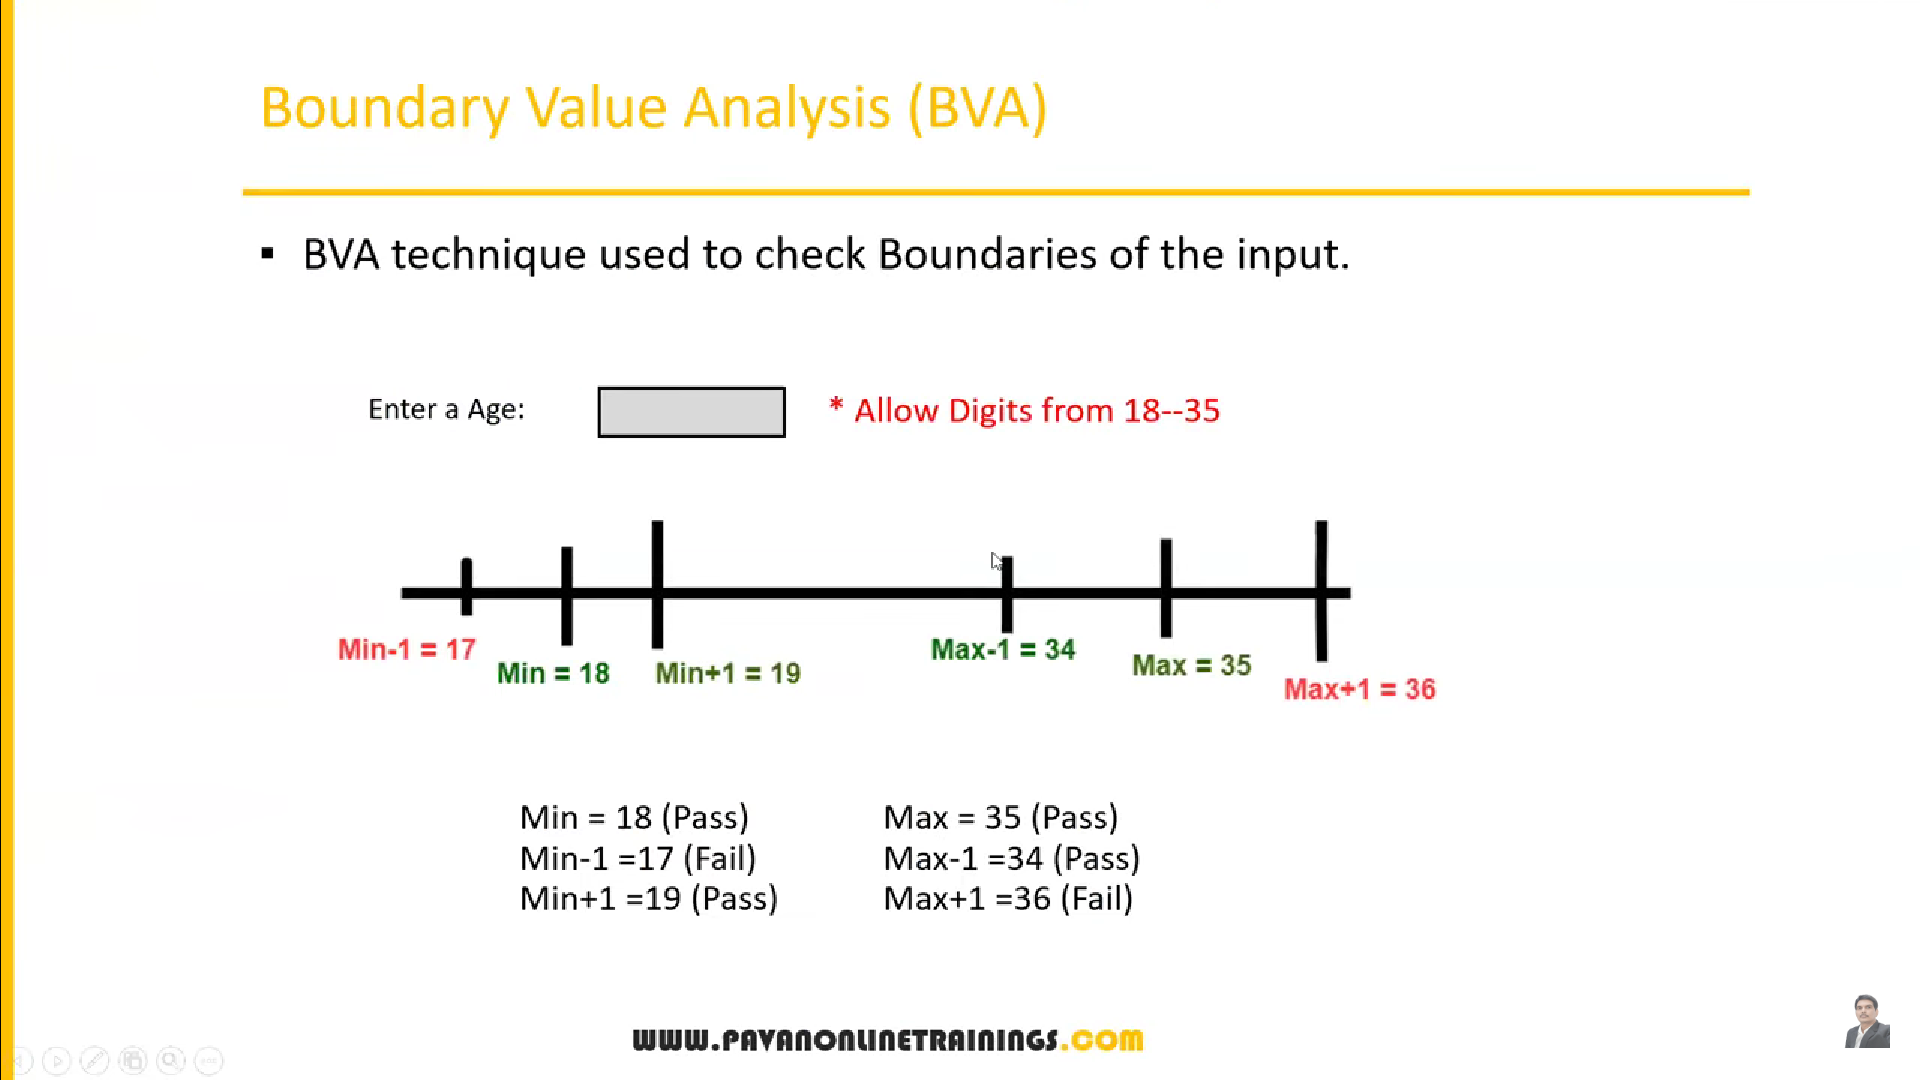 Boundary Value Analysis (BVA)
▪ BVA technique used to check Boundaries of the input.
Enter a Age:
* Allow Digits from 18--35
Min-1 = 17
Min = 18
Min+1 = 19
Max-1 = 34
Max = 35
Max+1 = 36
Min = 18 (Pass)
Min-1 =17 (Fail)
Min+1 =19 (Pass)
Max = 35 (Pass)
Max-1 =34 (Pass)
Max+1 =36 (Fail)
WWW.PAVANONLINETRAININGS.COM